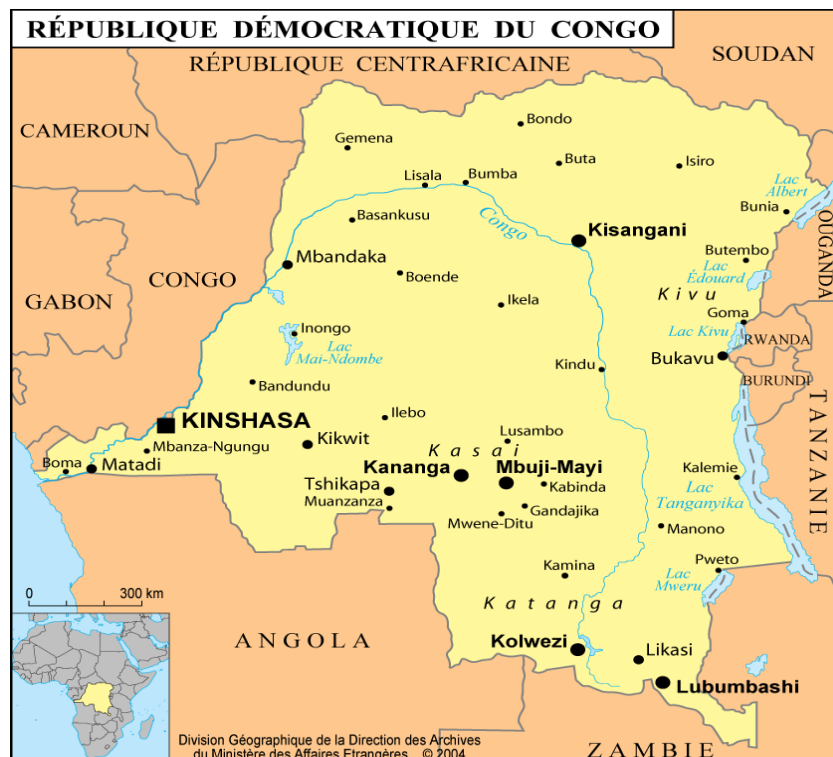 RÉPUBLIQUE DÉMOCRATIQUE DU CONGO
SOUDAN
RÉPUBLIQUE CENTRAFRICAINE
CAMEROUN
Bondo
Gemena
Buta
Isiro
Lisala
Bumba
Lac
Albert
Bunia
Basankusu
Congo
Kisangani
OUGANDA
Mbandaka
Butembo
CONGO
Boende
Lac
Édouard
GABON
Kivu
Ikela
Goma
Inongo
Lac Kivu
RWANDA
Lac
Mai-Ndombe
Bukavu
Kindu
BURUNDI
Bandundu
TANZANIE
KINSHASA
Ilebo
Mbanza-Ngungu
Kikwit
Lusambo
Kasai
Boma
Matadi
Kananga
Mbuji-Mayi
Kalemie
Tshikapa
Kabinda
Lac
Tanganyika
Muanzanza
Gandajika
Mwene-Ditu
Manono
Kamina
Pweto
Lac
Mweru
0 300 km
Katanga
ANGOLA
Kolwezi
Likasi
Lubumbashi
Division Géographique de la Direction des Archives
du Ministère des Affaires Etrangères © 2004
ZAMBIE